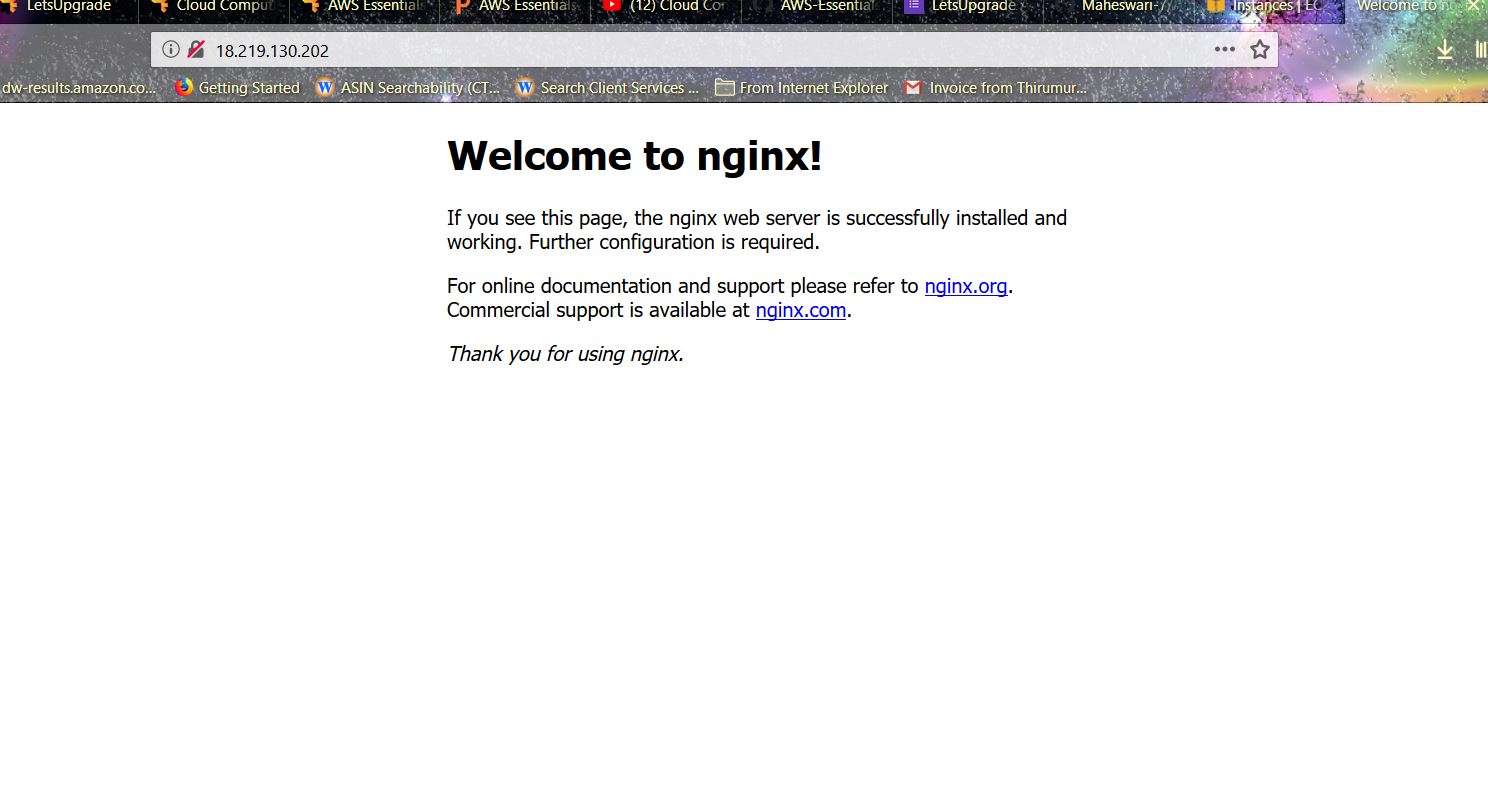 LetsUpgrade Cloud Comput AWS Essentials AWS Essentials (12) Cloud Co AWS-Essential LetsUpgrade Maheswari- Instances | EC Welcome to n
18.219.130.202
dw-results.amazon.co... Getting Started ASIN Searchability (CT... Search Client Services ... From Internet Explorer Invoice from Thirumur...
Welcome to nginx!
If you see this page, the nginx web server is successfully installed and
working. Further configuration is required.
For online documentation and support please refer to nginx.org.
Commercial support is available at nginx.com.
Thank you for using nginx.